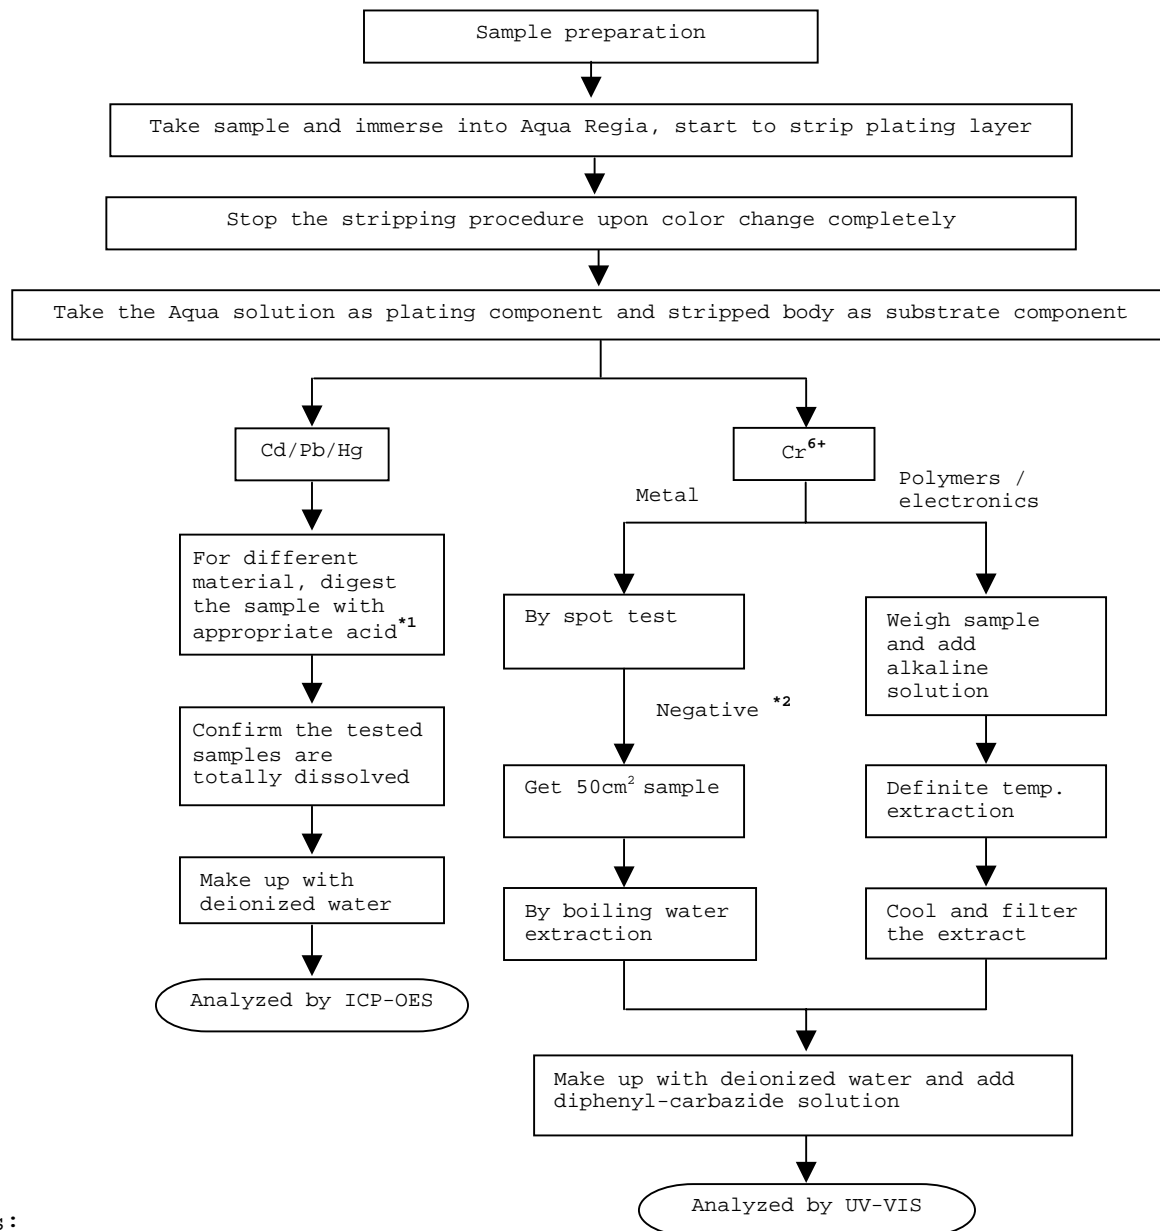 Sample preparation
Take sample and immerse into Aqua Regia, start to strip plating layer
Stop the stripping procedure upon color change completely
Take the Aqua solution as plating component and stripped body as substrate component
Cd/Pb/Hg
For different
material, digest
the sample with
appropriate acid*1
Confirm the tested
samples are
totally dissolved
Make up with
deionized water
Analyzed by ICP-OES
Cr6+
Metal
Polymers /
electronics
By spot test
Negative *2
Get 50cm2 sample
By boiling water
extraction
Weigh sample
and add
alkaline
solution
Definite temp.
extraction
Cool and filter
the extract
Make up with deionized water and add
diphenyl-carbazide solution
Analyzed by UV-VIS
s: